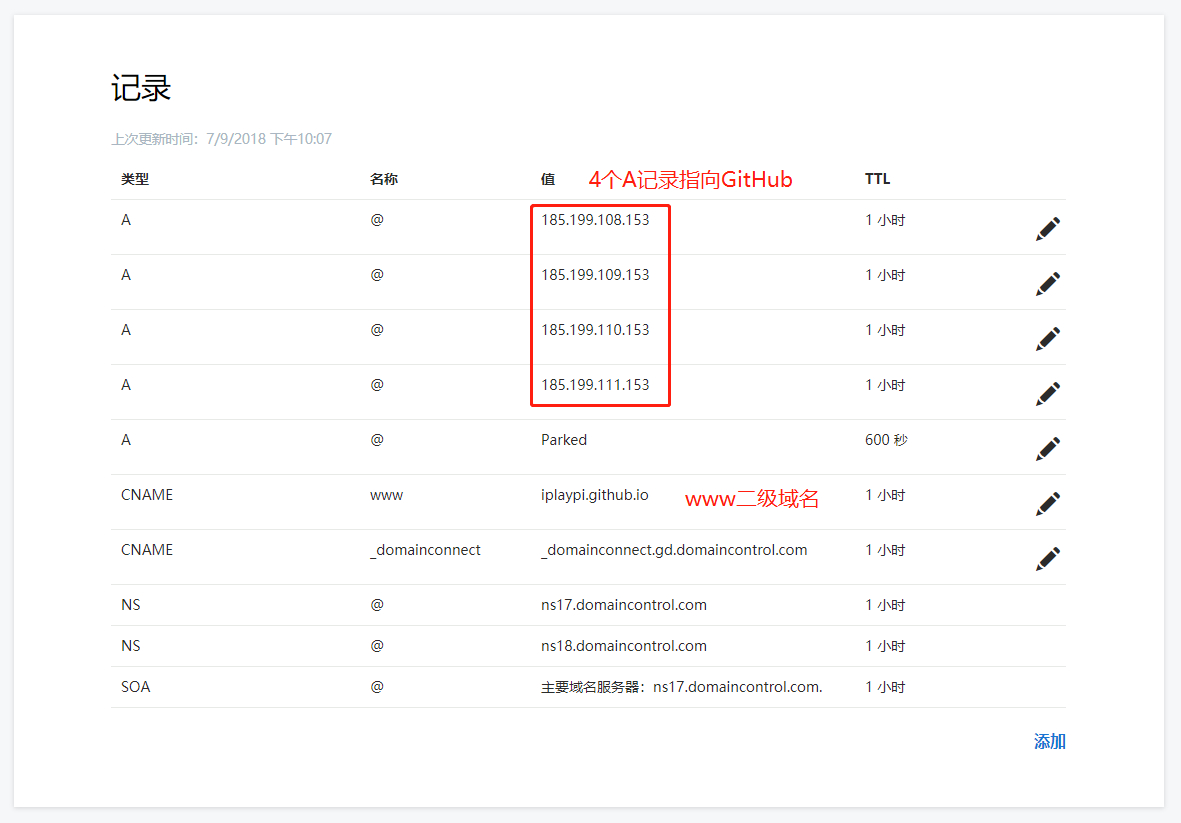 记录
上次更新时间: 7/9/2018 下午10:07
类型 名称 值 4个A记录指向GitHub TTL
A @ 185.199.108.153 1 小时
A @ 185.199.109.153 1 小时
A @ 185.199.110.153 1 小时
A @ 185.199.111.153 1 小时
A @ Parked 600 秒
CNAME www iplaypi.github.io www二级域名 1 小时
CNAME _domainconnect _domainconnect.gd.domaincontrol.com 1 小时
NS @ ns17.domaincontrol.com 1 小时
NS @ ns18.domaincontrol.com 1 小时
SOA @ 主要域名服务器: ns17.domaincontrol.com. 1 小时
添加